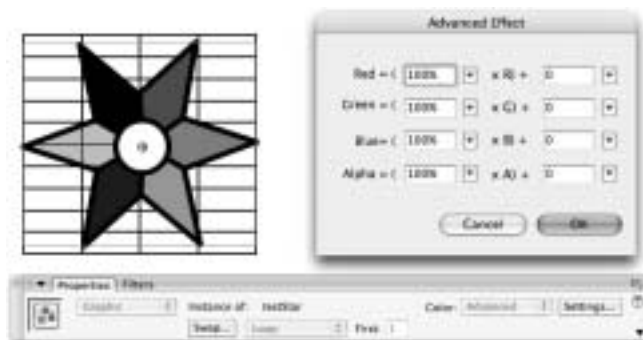 Advanced Effect
Red = ( 100% x R) + 0
Green = ( 100% x G) + 0
Blue= ( 100% x B) + 0
Alpha = ( 100% x A) + 0
Cancel OK
Properties Filters
Graphic Instance of: Color: Advanced Settings...
Swap... Loop First: 1